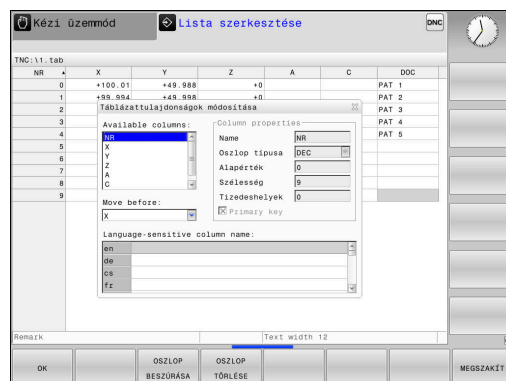 Kézi üzemmód
Lista szerkesztése
DNC
TNC:\1.tab
NR X Y Z A C DOC
0 +100.01 +49.988 +0 PAT 1
1 +99.994 +49.998 +0 PAT 2
2 PAT 3
3 PAT 4
4 PAT 5
5
6
7
8
9
Táblázattulajdonságok módosítása
Available columns:
NR
X
Y
Z
A
C
Move before:
X
Column properties
Name NR
Oszlop típusa DEC
Alapérték 0
Szélesség 9
Tizedeshelyek 0
Primary key
Language-sensitive column name:
en
de
cs
fr
Remark
Text width 12
OK
OSZLOP BESZÚRÁSA
OSZLOP TÖRLÉSE
MEGSZAKÍT